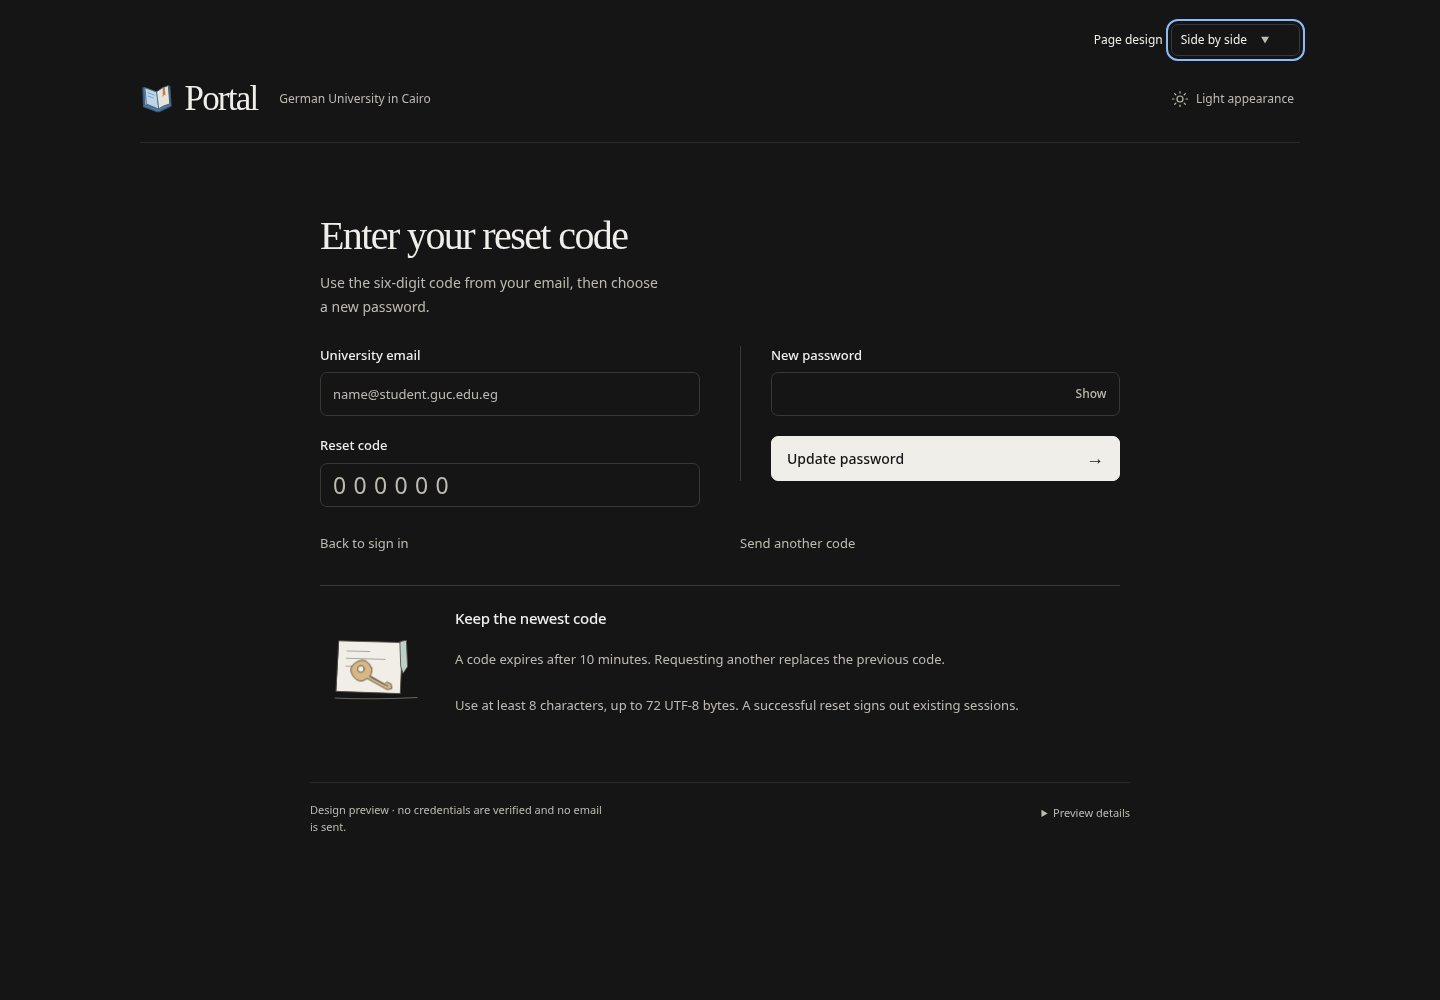 Page design
Side by side
Portal
German University in Cairo
Light appearance
Enter your reset code
Use the six-digit code from your email, then choose
a new password.
University email
name@student.guc.edu.eg
Reset code
000000
New password
Show
Update password →
Back to sign in
Send another code
Keep the newest code
A code expires after 10 minutes. Requesting another replaces the previous code.
Use at least 8 characters, up to 72 UTF-8 bytes. A successful reset signs out existing sessions.
Design preview · no credentials are verified and no email
is sent.
Preview details